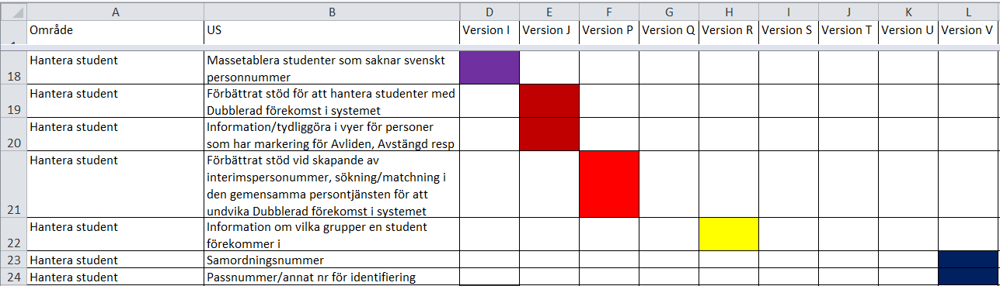 A B D E F G H I J K L
Område US Version I Version J Version P Version Q Version R Version S Version T Version U Version V
18 Hantera student Massetablera studenter som saknar svenskt
personnummer
19 Hantera student Förbättrat stöd för att hantera studenter med
Dubblerad förekomst i systemet
20 Hantera student Information/tydliggöra i vyer för personer
som har markering för Avliden, Avstängd resp
21 Hantera student Förbättrat stöd vid skapande av
interimspersonummer, sökning/matchning i
den gemensamma persontjänsten för att
undvika Dubblerad förekomst i systemet
22 Hantera student Information om vilka grupper en student
förekommer i
23 Hantera student Samordningsnummer
24 Hantera student Passnummer/annat nr för identifiering